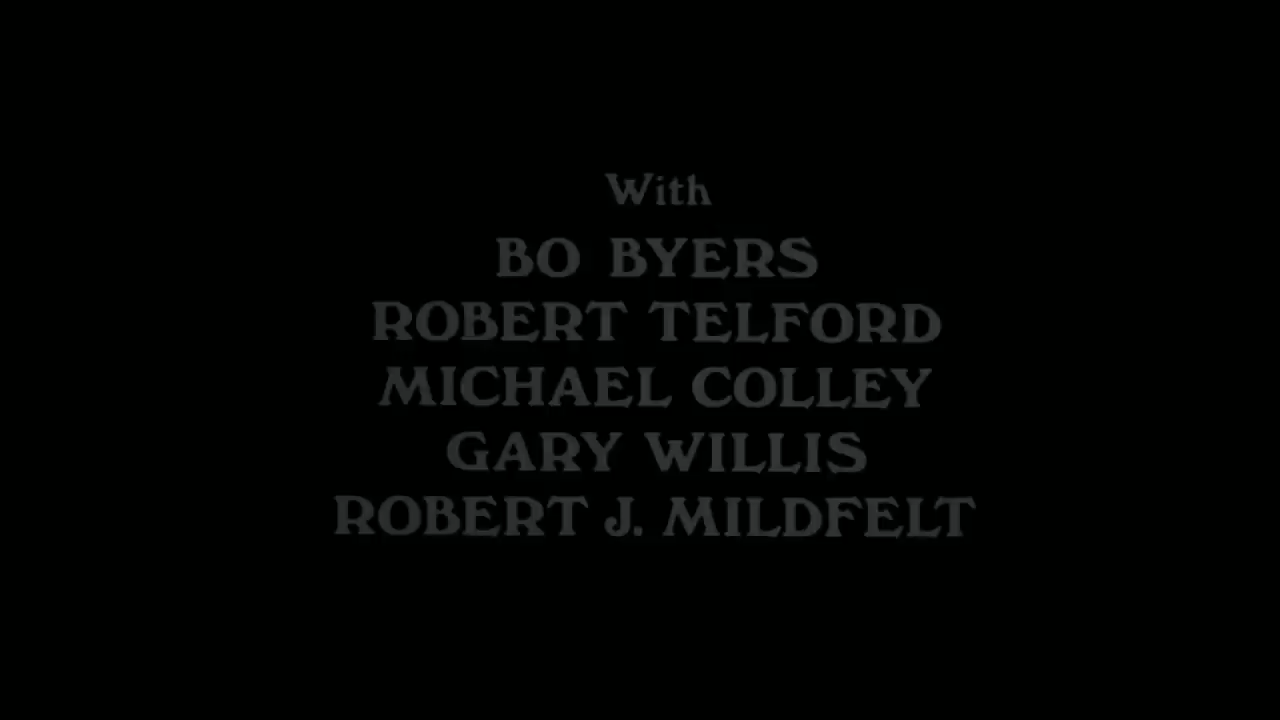 With
BO BYERS
ROBERT TELFORD
MICHAEL COLLEY
GARY WILLIS
ROBERT J. MILDFELT